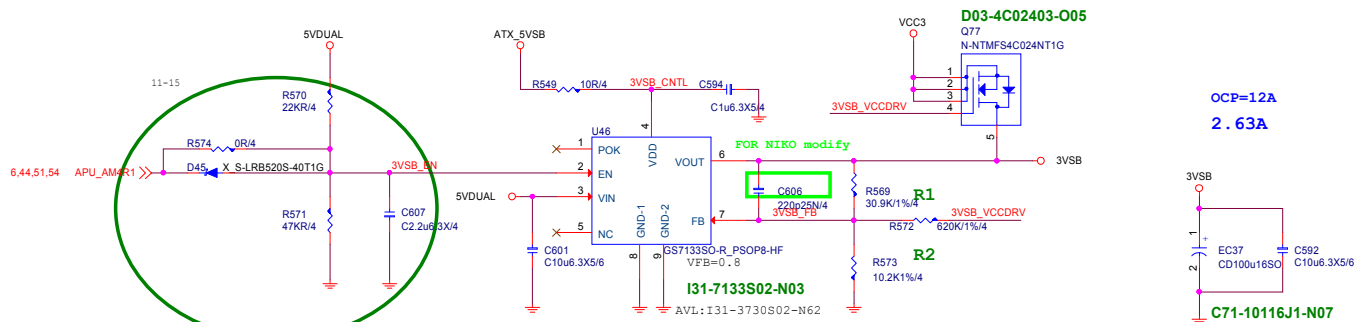 D03-4C02403-O05
VCC3
Q77
N-NTMFS4C024NT1G
5VDUAL
ATX_5VSB
11-15
1
2
3
4
3VSB_VCCDRV
5
OCP=12A
2.63A
R549
10R/4
3VSB_CNTL
C594
C1u6.3X5/4
R570
22KR/4
R574
0R/4
U46
4
FOR NIKO modify
1
POK
VDD
VOUT
6
3VSB
6,44,51,54
APU_AM4R1
D45
X_S-LRB520S-40T1G
3VSB_EN
2
EN
3VSB
5VDUAL
3
VIN
C606
220p25N/4
R569
30.9K/1%/4
R1
R571
47KR/4
C607
C2.2u6.3X/4
5
NC
GND-1
GND-2
FB
7
3VSB_FB
R572
620K/1%/4
3VSB_VCCDRV
1
+
EC37
CD100u16SO
2
C592
C10u6.3X5/6
C601
C10u6.3X5/6
8
9
GS7133SO-R_PSOP8-HF
VFB=0.8
R2
R573
10.2K1%/4
I31-7133S02-N03
AVL:I31-3730S02-N62
C71-10116J1-N07